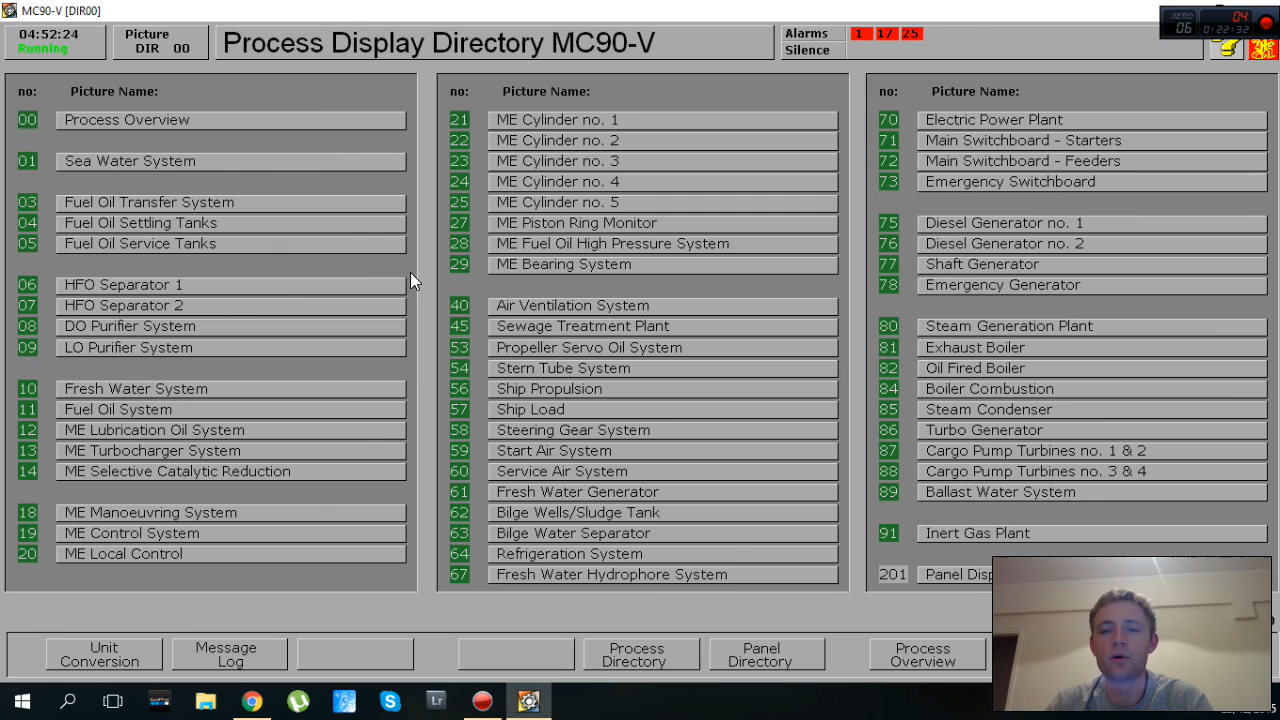 MC90-V [DIR00]
04:52:24
Running
Picture
DIR 00
Process Display Directory MC90-V
Alarms
Silence
1 17 25
AERO
06
04
0:22:32
no: Picture Name:
00 Process Overview
01 Sea Water System
03 Fuel Oil Transfer System
04 Fuel Oil Settling Tanks
05 Fuel Oil Service Tanks
06 HFO Separator 1
07 HFO Separator 2
08 DO Purifier System
09 LO Purifier System
10 Fresh Water System
11 Fuel Oil System
12 ME Lubrication Oil System
13 ME Turbocharger System
14 ME Selective Catalytic Reduction
18 ME Manoeuvring System
19 ME Control System
20 ME Local Control
no: Picture Name:
21 ME Cylinder no. 1
22 ME Cylinder no. 2
23 ME Cylinder no. 3
24 ME Cylinder no. 4
25 ME Cylinder no. 5
27 ME Piston Ring Monitor
28 ME Fuel Oil High Pressure System
29 ME Bearing System
40 Air Ventilation System
45 Sewage Treatment Plant
53 Propeller Servo Oil System
54 Stern Tube System
56 Ship Propulsion
57 Ship Load
58 Steering Gear System
59 Start Air System
60 Service Air System
61 Fresh Water Generator
62 Bilge Wells/Sludge Tank
63 Bilge Water Separator
64 Refrigeration System
67 Fresh Water Hydrophore System
no: Picture Name:
70 Electric Power Plant
71 Main Switchboard - Starters
72 Main Switchboard - Feeders
73 Emergency Switchboard
75 Diesel Generator no. 1
76 Diesel Generator no. 2
77 Shaft Generator
78 Emergency Generator
80 Steam Generation Plant
81 Exhaust Boiler
82 Oil Fired Boiler
84 Boiler Combustion
85 Steam Condenser
86 Turbo Generator
87 Cargo Pump Turbines no. 1 & 2
88 Cargo Pump Turbines no. 3 & 4
89 Ballast Water System
91 Inert Gas Plant
201 Panel Disp
Unit
Conversion
Message
Log
Process
Directory
Panel
Directory
Process
Overview
Lr